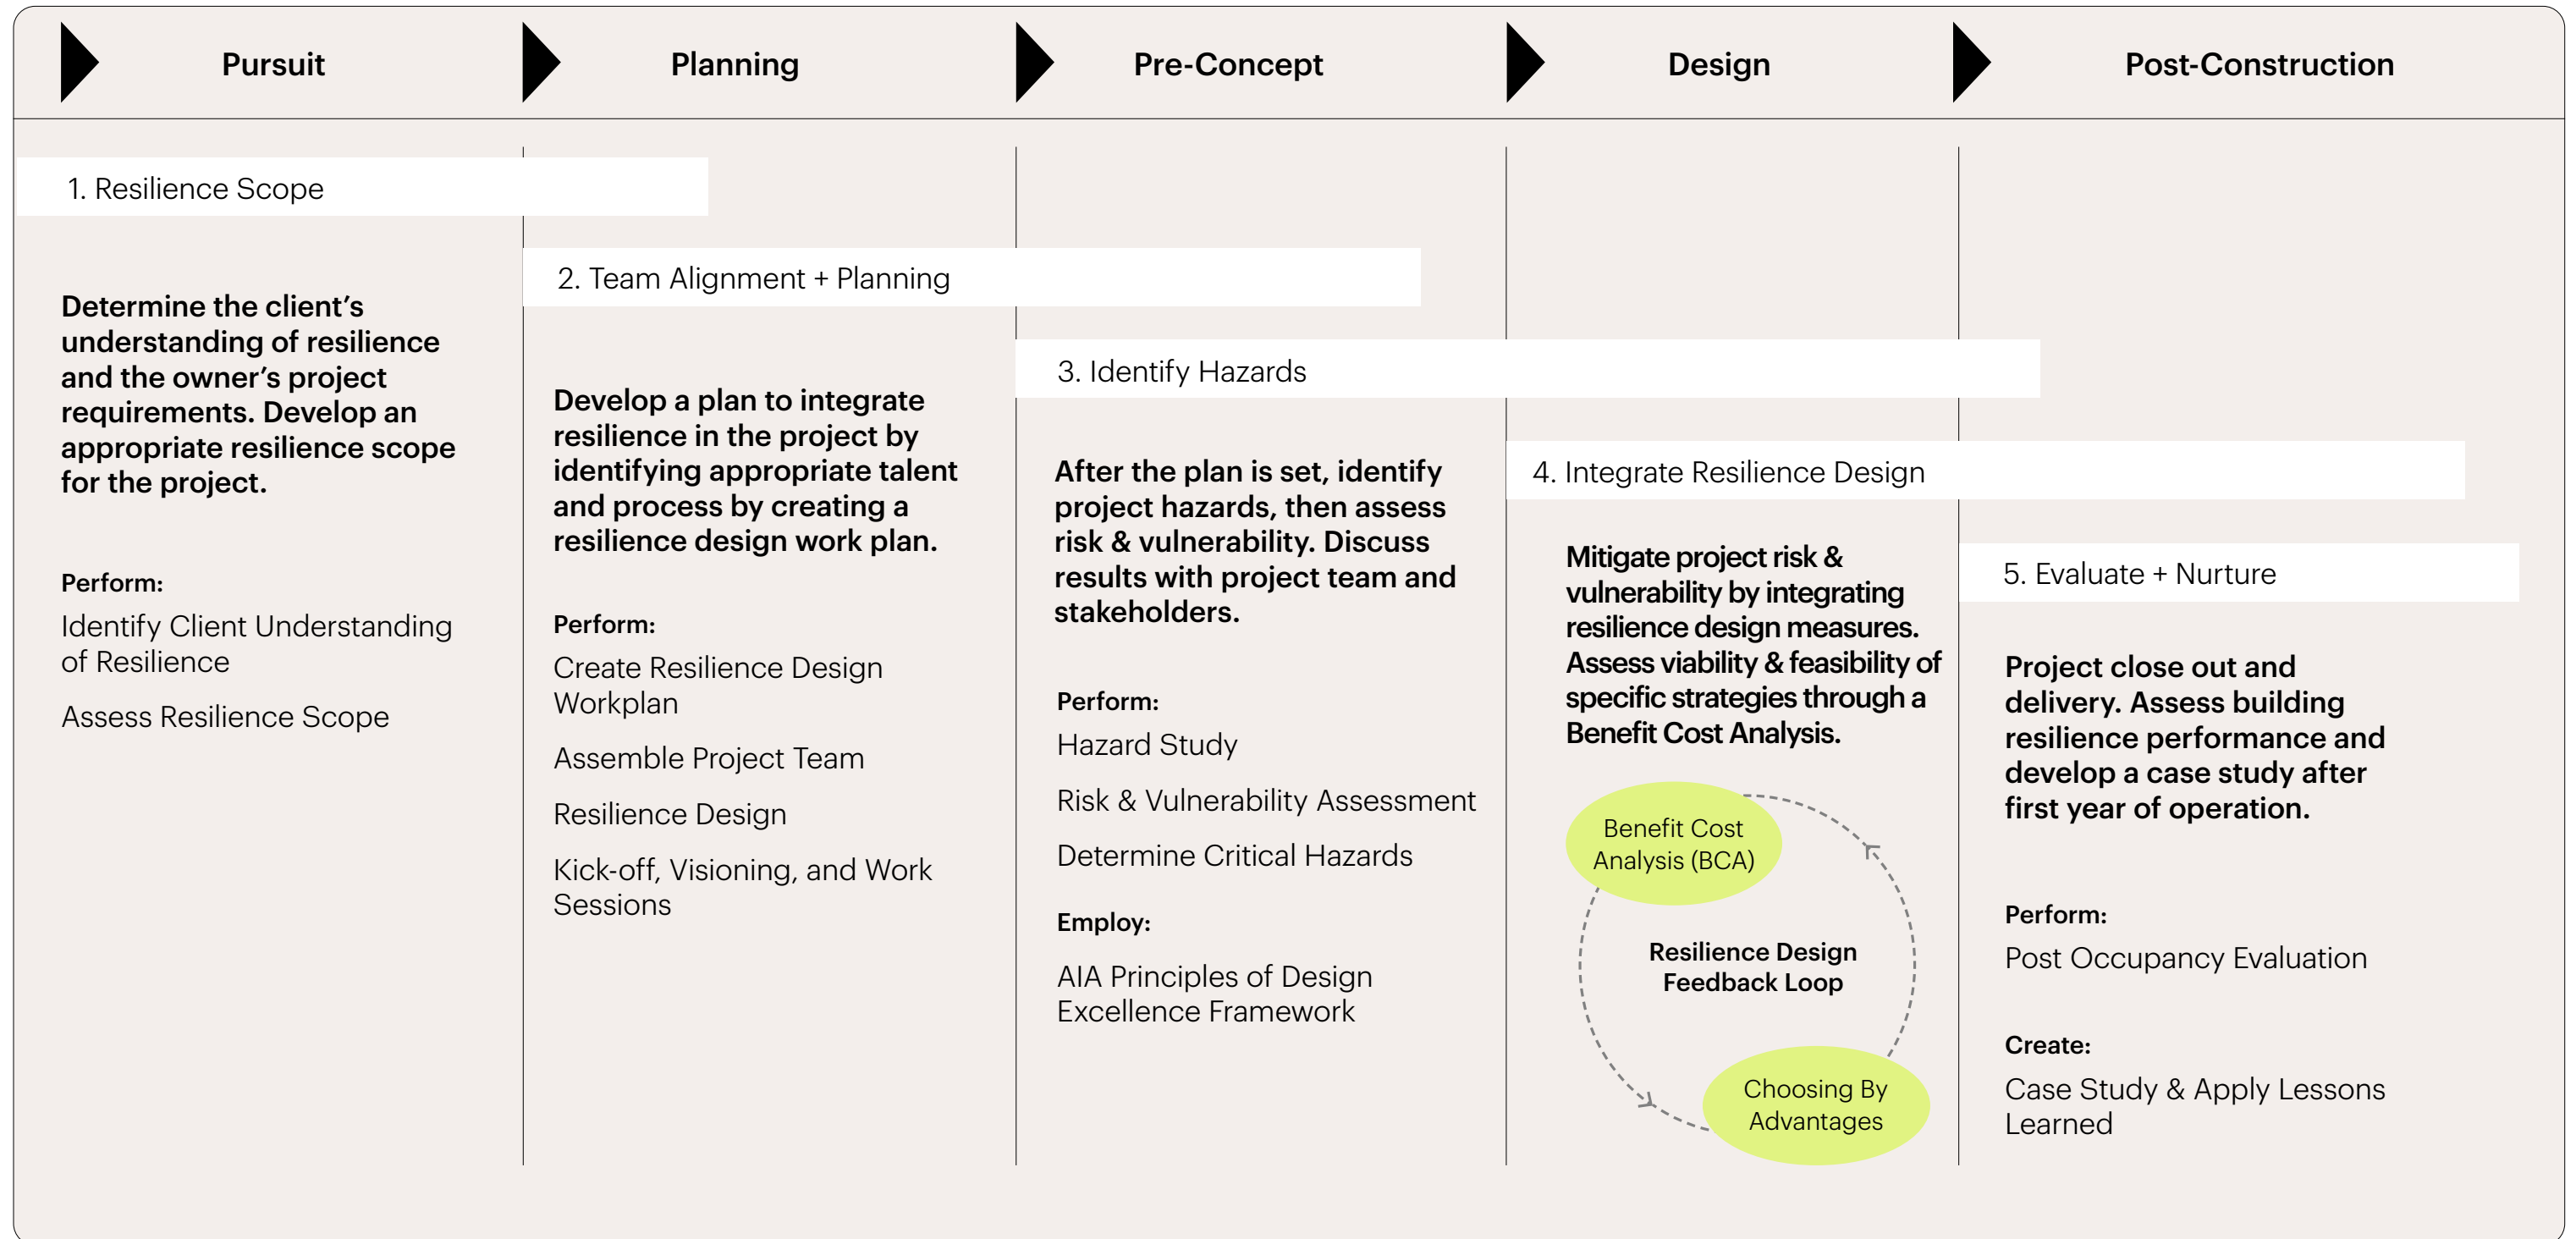 Pursuit
Planning
Pre-Concept
Design
Post-Construction
1. Resilience Scope
Determine the client’s
understanding of resilience
and the owner’s project
requirements. Develop an
appropriate resilience scope
for the project.
Perform:
Identify Client Understanding
of Resilience
Assess Resilience Scope
2. Team Alignment + Planning
Develop a plan to integrate
resilience in the project by
identifying appropriate talent
and process by creating a
resilience design work plan.
Perform:
Create Resilience Design
Workplan
Assemble Project Team
Resilience Design
Kick-off, Visioning, and Work
Sessions
3. Identify Hazards
After the plan is set, identify
project hazards, then assess
risk & vulnerability. Discuss
results with project team and
stakeholders.
Perform:
Hazard Study
Risk & Vulnerability Assessment
Determine Critical Hazards
Employ:
AIA Principles of Design
Excellence Framework
4. Integrate Resilience Design
Mitigate project risk &
vulnerability by integrating
resilience design measures.
Assess viability & feasibility of
specific strategies through a
Benefit Cost Analysis.
Benefit Cost
Analysis (BCA)
Resilience Design
Feedback Loop
Choosing By
Advantages
5. Evaluate + Nurture
Project close out and
delivery. Assess building
resilience performance and
develop a case study after
first year of operation.
Perform:
Post Occupancy Evaluation
Create:
Case Study & Apply Lessons
Learned